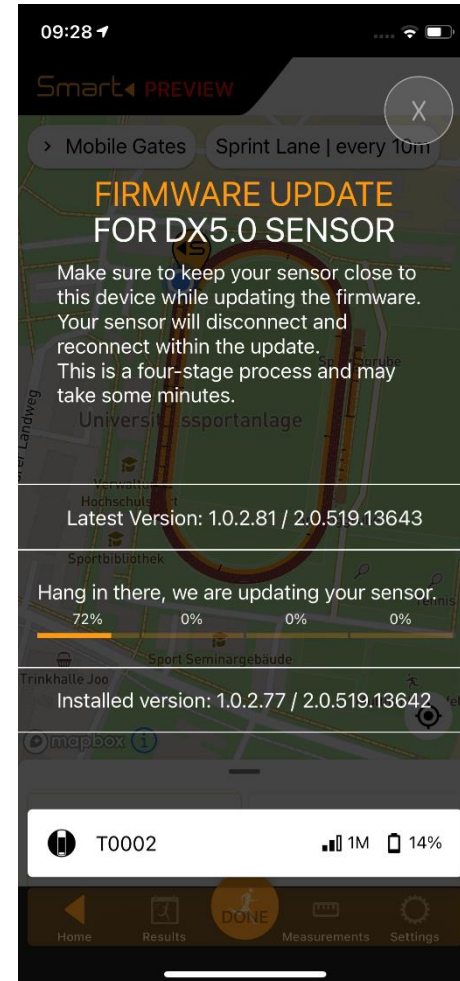 09:28
Smart PREVIEW
X
> Mobile Gates
Sprint Lane | every 10m
FIRMWARE UPDATE
FOR DX5.0 SENSOR
Make sure to keep your sensor close to
this device while updating the firmware.
Your sensor will disconnect and
reconnect within the update.
This is a four-stage process and may
take some minutes.
Landweg
Latest Version: 1.0.2.81 / 2.0.519.13643
Sportbibliothek
Hang in there, we are updating your sensor.
72% 0% 0% 0%
Tennis
Sport Seminargebäude
Trinkhalle Joo
Installed version: 1.0.2.77 / 2.0.519.13642
mapbox i
T0002 1M 14%
DONE
Home Results Measurements Settings